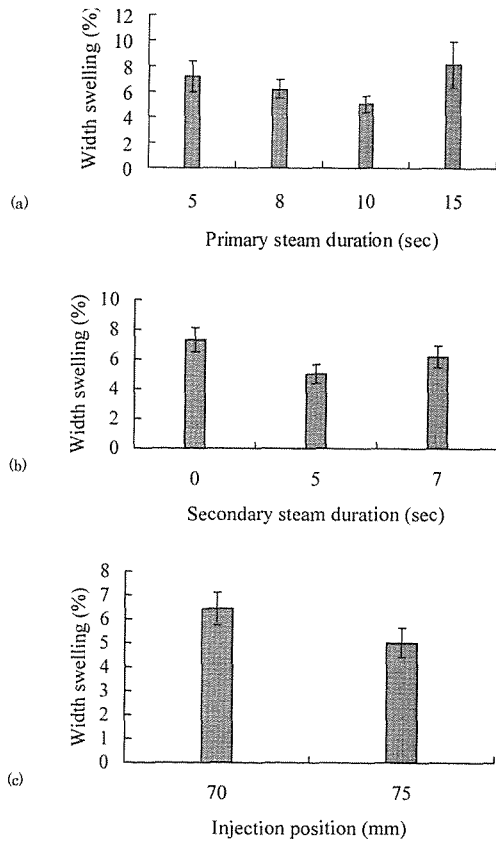 Width swelling (%)
12
10
8
6
4
2
0
5 8 10 15
(a)
Primary steam duration (sec)
Width swelling (%)
10
8
6
4
2
0
0 5 7
(b)
Secondary steam duration (sec)
Width swelling (%)
8
7
6
5
4
3
2
1
0
70 75
(c)
Injection position (mm)